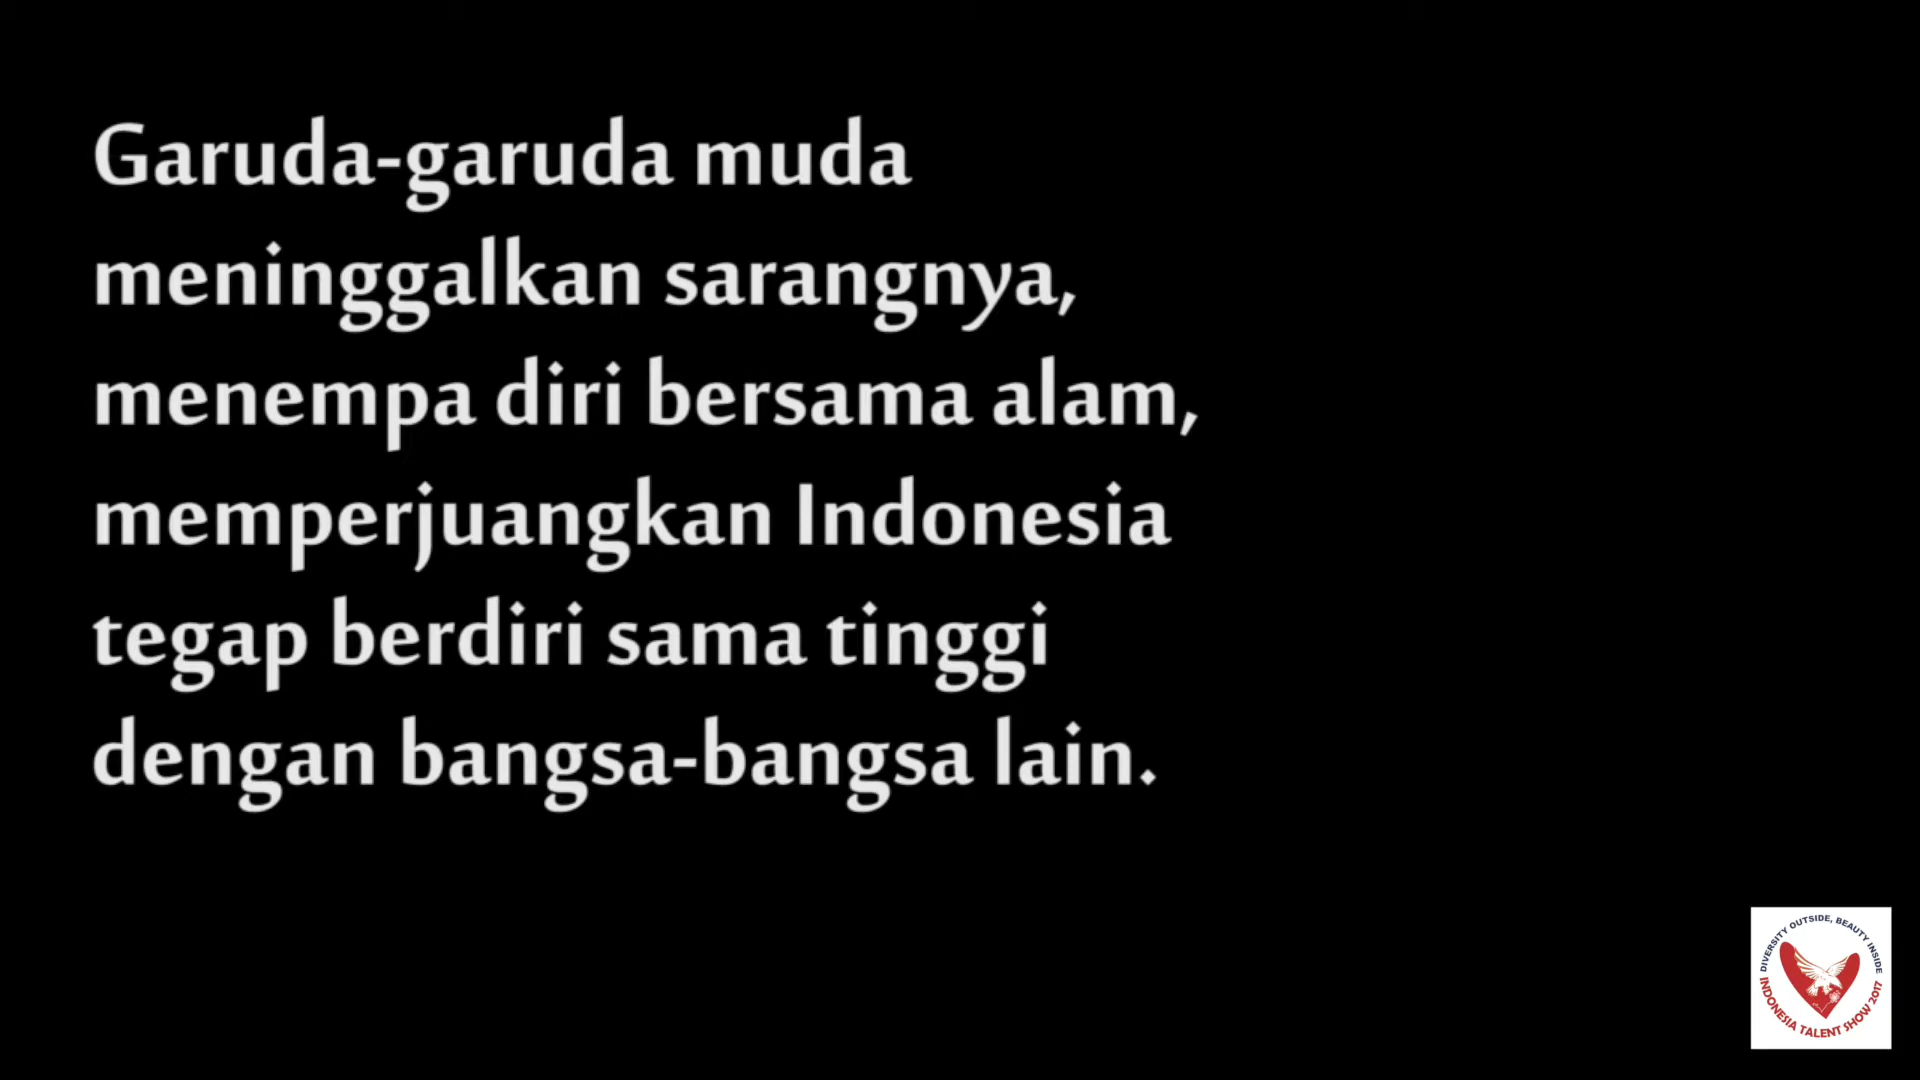 Garuda-garuda muda
meninggalkan sarangnya,
menempa diri bersama alam,
memperjuangkan Indonesia
tegap berdiri sama tinggi
dengan bangsa-bangsa lain.
DIVERSITY OUTSIDE, BEAUTY INSIDE
INDONESIA TALENT SHOW 2017